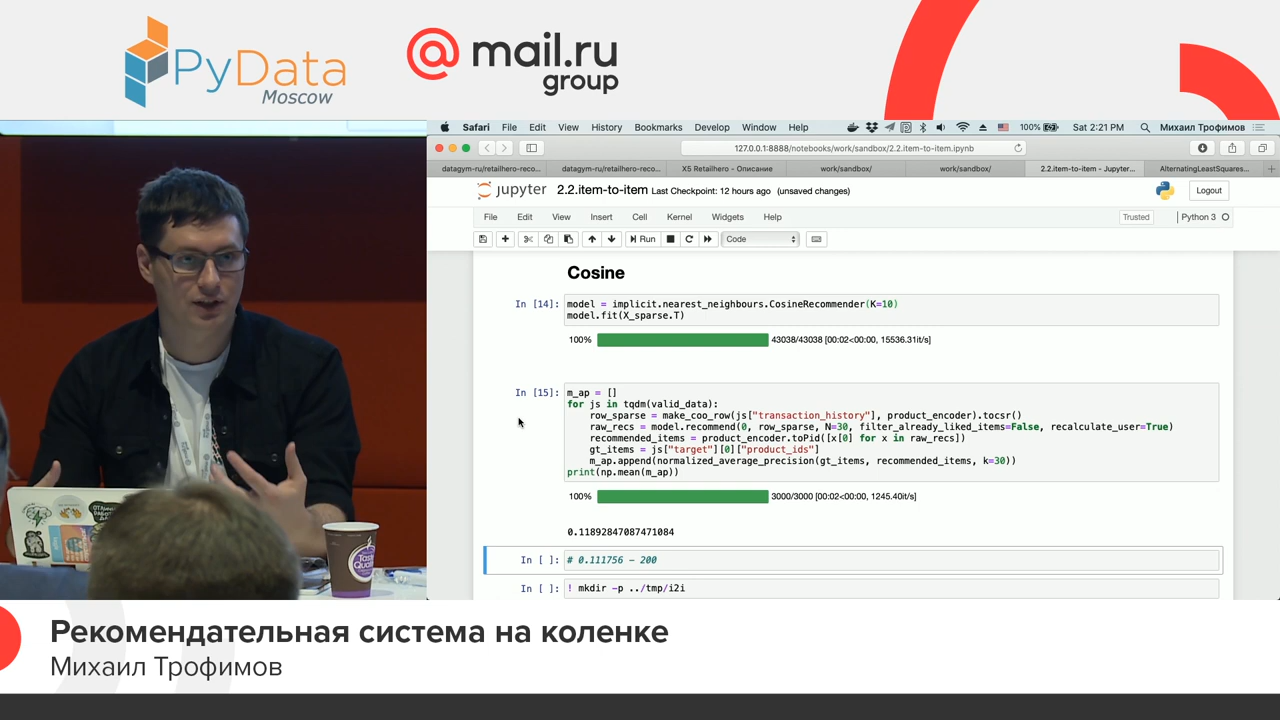 PyData
Moscow
@mail.ru
group
Safari File Edit View History Bookmarks Develop Window Help
100% Sat 2:21 PM Михаил Трофимов
127.0.0.1:8888/notebooks/work/sandbox/2.2.item-to-item.ipynb
datagym-ru/retailhero-reco... datagym-ru/retailhero-reco... X5 Retailhero - Описание work/sandbox/ work/sandbox/ 2.2.item-to-item - Jupyter... AlternatingLeastSquares...
jupyter 2.2.item-to-item Last Checkpoint: 12 hours ago (unsaved changes) Logout
File Edit View Insert Cell Kernel Widgets Help Trusted Python 3
Run Code
Cosine
In [14]: model = implicit.nearest_neighbours.CosineRecommender(K=10)
model.fit(X_sparse.T)
100% 43038/43038 [00:02<00:00, 15536.31it/s]
In [15]: m_ap = []
for js in tqdm(valid_data):
row_sparse = make_coo_row(js["transaction_history"], product_encoder).tocsr()
raw_recs = model.recommend(0, row_sparse, N=30, filter_already_liked_items=False, recalculate_user=True)
recommended_items = product_encoder.toPid([x[0] for x in raw_recs])
gt_items = js["target"][0]["product_ids"]
m_ap.append(normalized_average_precision(gt_items, recommended_items, k=30))
print(np.mean(m_ap))
100% 3000/3000 [00:02<00:00, 1245.40it/s]
0.11892847087471084
In [ ]: # 0.111756 - 200
In [ ]: ! mkdir -p ../tmp/i2i
Рекомендательная система на коленке
Михаил Трофимов